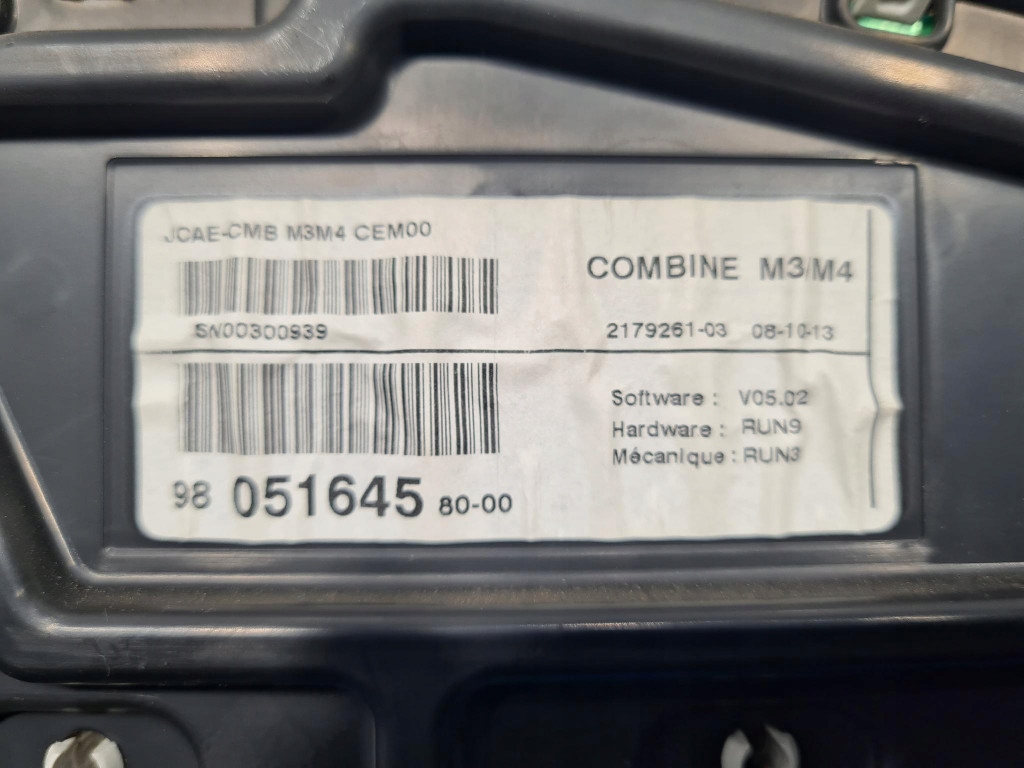 JCAE-CMB M3M4 CEM00
COMBINE M3/M4
SN00300939
2179261-03 08-10-13
Software : V05.02
Hardware : RUN9
Mécanique : RUN3
98 051645 80-00